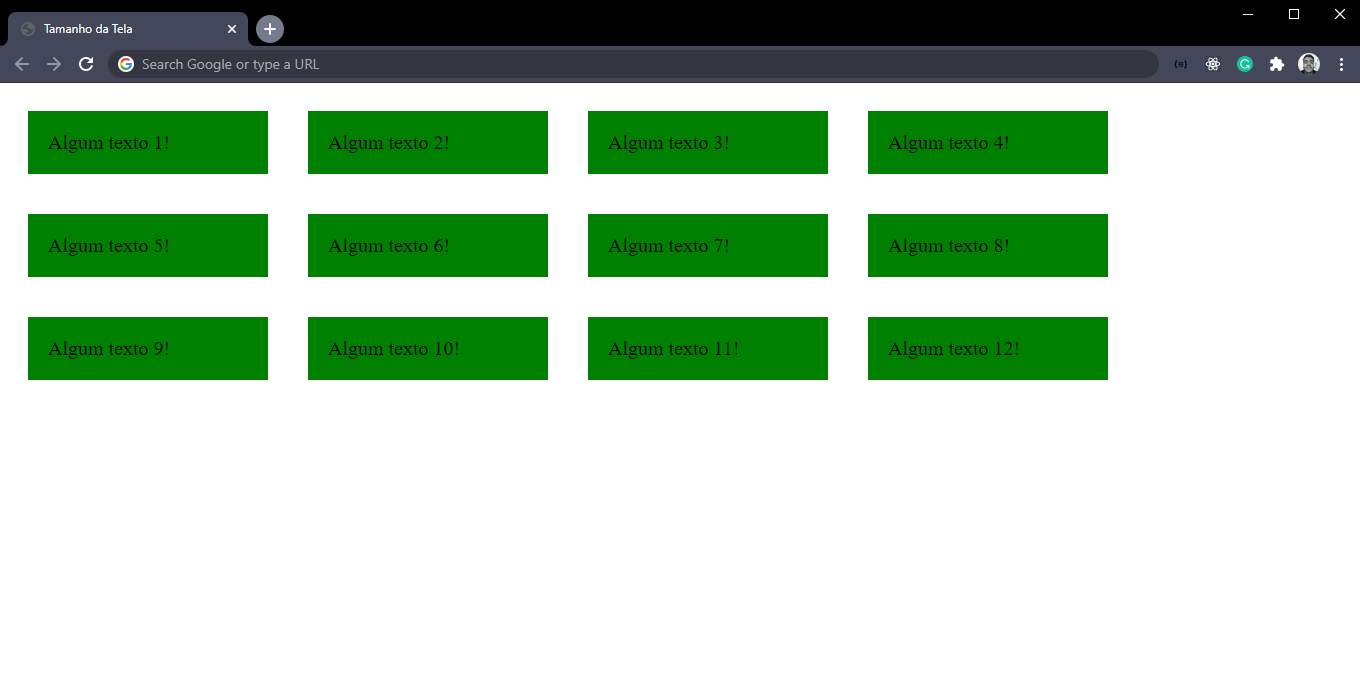 Tamanho da Tela
Search Google or type a URL
Algum texto 1! Algum texto 2! Algum texto 3! Algum texto 4!
Algum texto 5! Algum texto 6! Algum texto 7! Algum texto 8!
Algum texto 9! Algum texto 10! Algum texto 11! Algum texto 12!